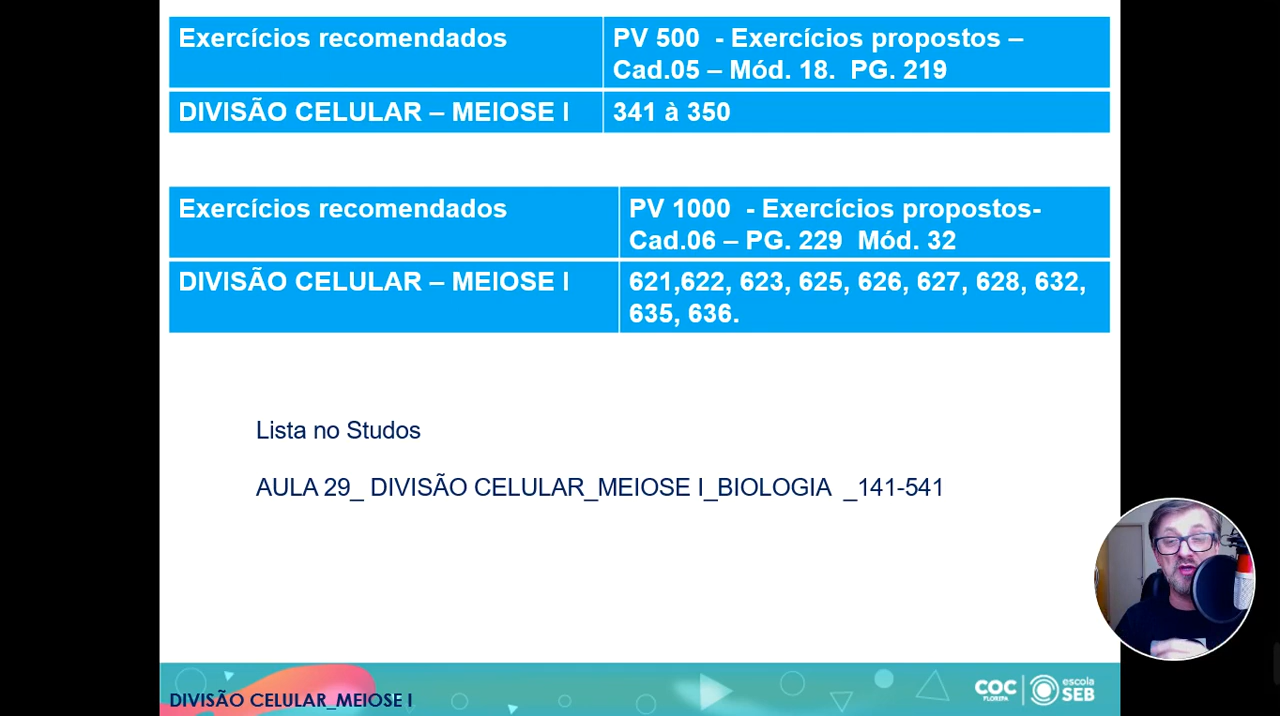 Exercícios recomendados
PV 500 - Exercícios propostos –
Cad.05 – Mód. 18. PG. 219
DIVISÃO CELULAR – MEIOSE I
341 à 350
Exercícios recomendados
PV 1000 - Exercícios propostos-
Cad.06 – PG. 229 Mód. 32
DIVISÃO CELULAR – MEIOSE I
621,622, 623, 625, 626, 627, 628, 632,
635, 636.
Lista no Studos
AULA 29_ DIVISÃO CELULAR_MEIOSE I_BIOLOGIA _141-541
DIVISÃO CELULAR_MEIOSE I
COC
FLORIPA
escola
SEB